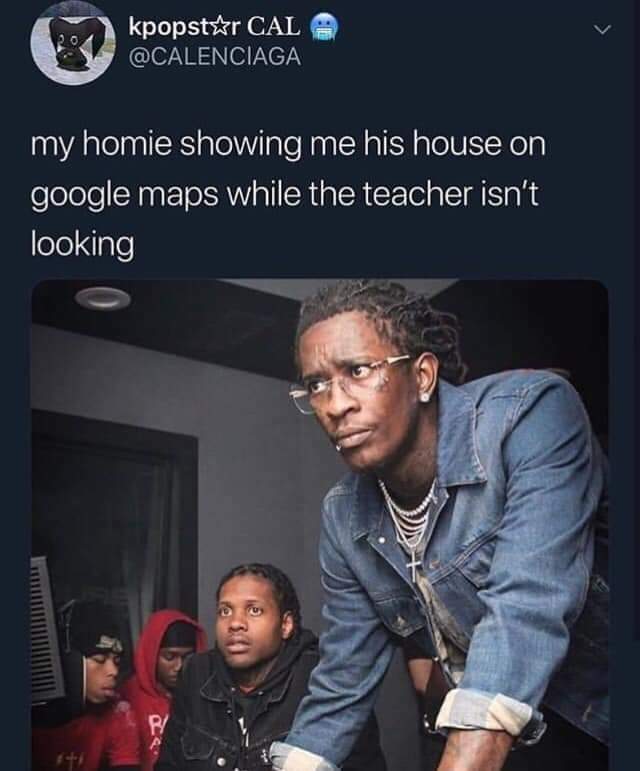 kpopst☆r CAL 🥶
@CALENCIAGA
my homie showing me his house on
google maps while the teacher isn't
looking